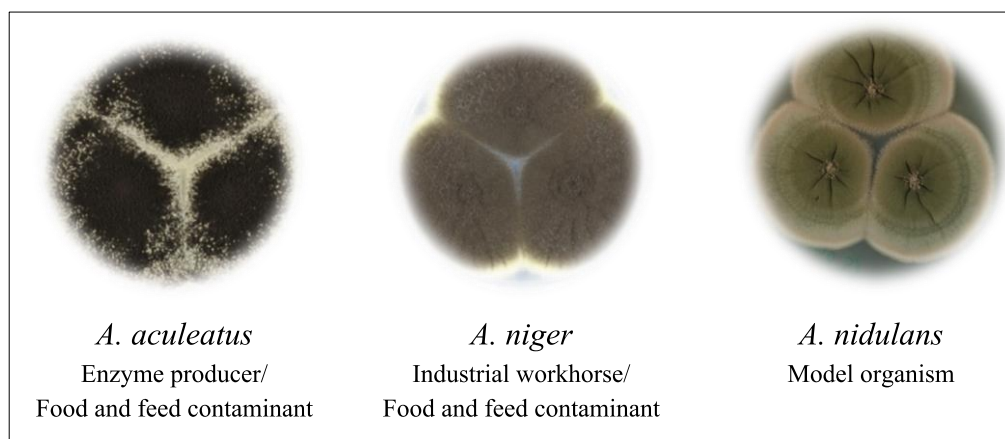 A. aculeatus
Enzyme producer/
Food and feed contaminant
A. niger
Industrial workhorse/
Food and feed contaminant
A. nidulans
Model organism